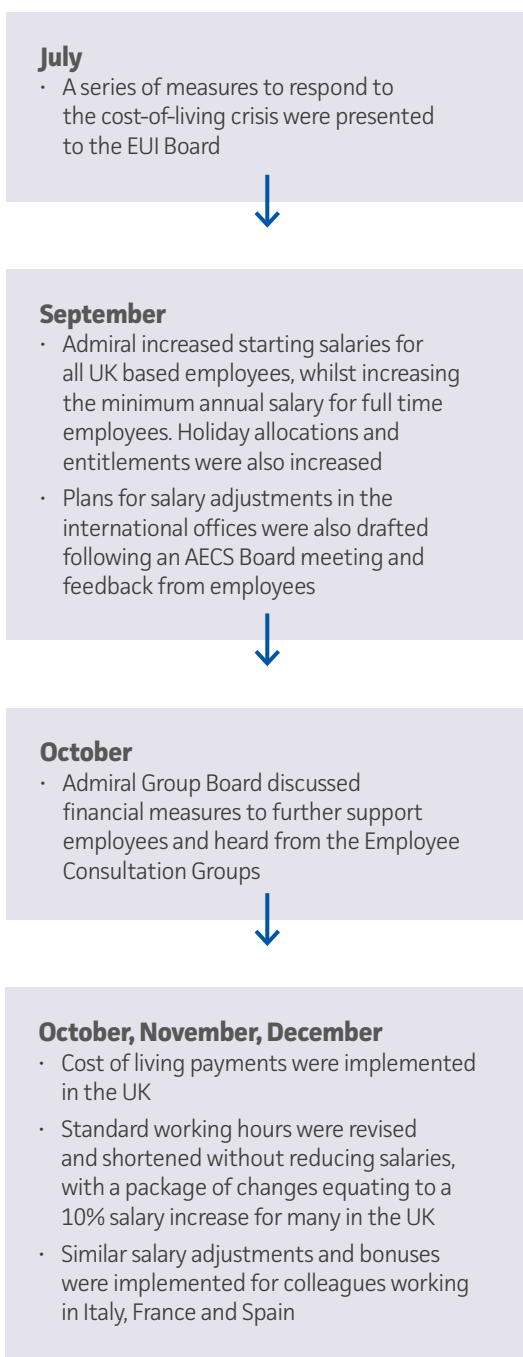 July
· A series of measures to respond to
the cost-of-living crisis were presented
to the EUI Board
September
· Admiral increased starting salaries for
all UK based employees, whilst increasing
the minimum annual salary for full time
employees. Holiday allocations and
entitlements were also increased
· Plans for salary adjustments in the
international offices were also drafted
following an AECS Board meeting and
feedback from employees
October
· Admiral Group Board discussed
financial measures to further support
employees and heard from the Employee
Consultation Groups
October, November, December
· Cost of living payments were implemented
in the UK
· Standard working hours were revised
and shortened without reducing salaries,
with a package of changes equating to a
10% salary increase for many in the UK
· Similar salary adjustments and bonuses
were implemented for colleagues working
in Italy, France and Spain